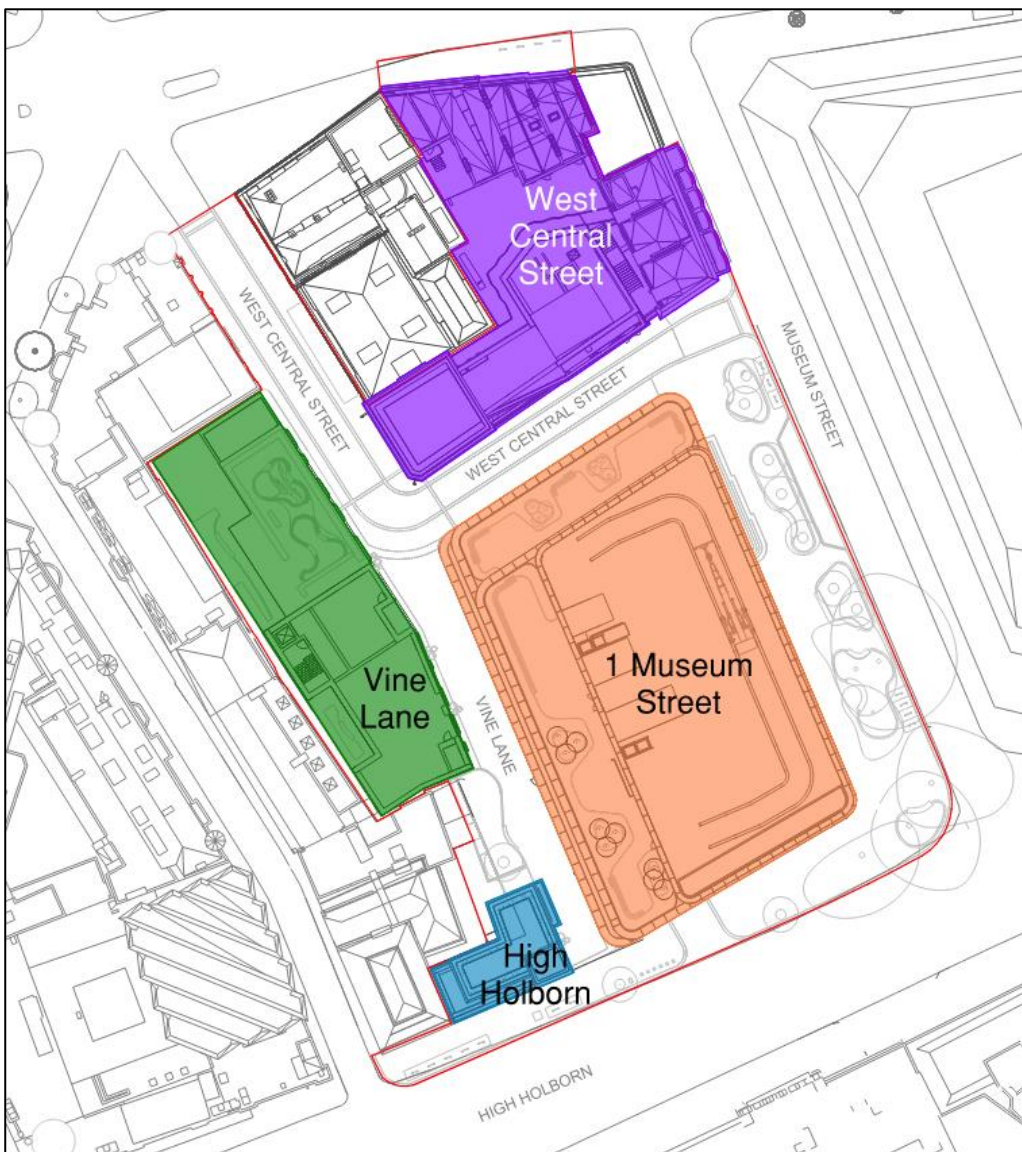 West
Central
Street
WEST CENTRAL STREET
MUSEUM STREET
WEST CENTRAL STREET
Vine
Lane
VINE LANE
1 Museum
Street
High
Holborn
HIGH HOLBORN